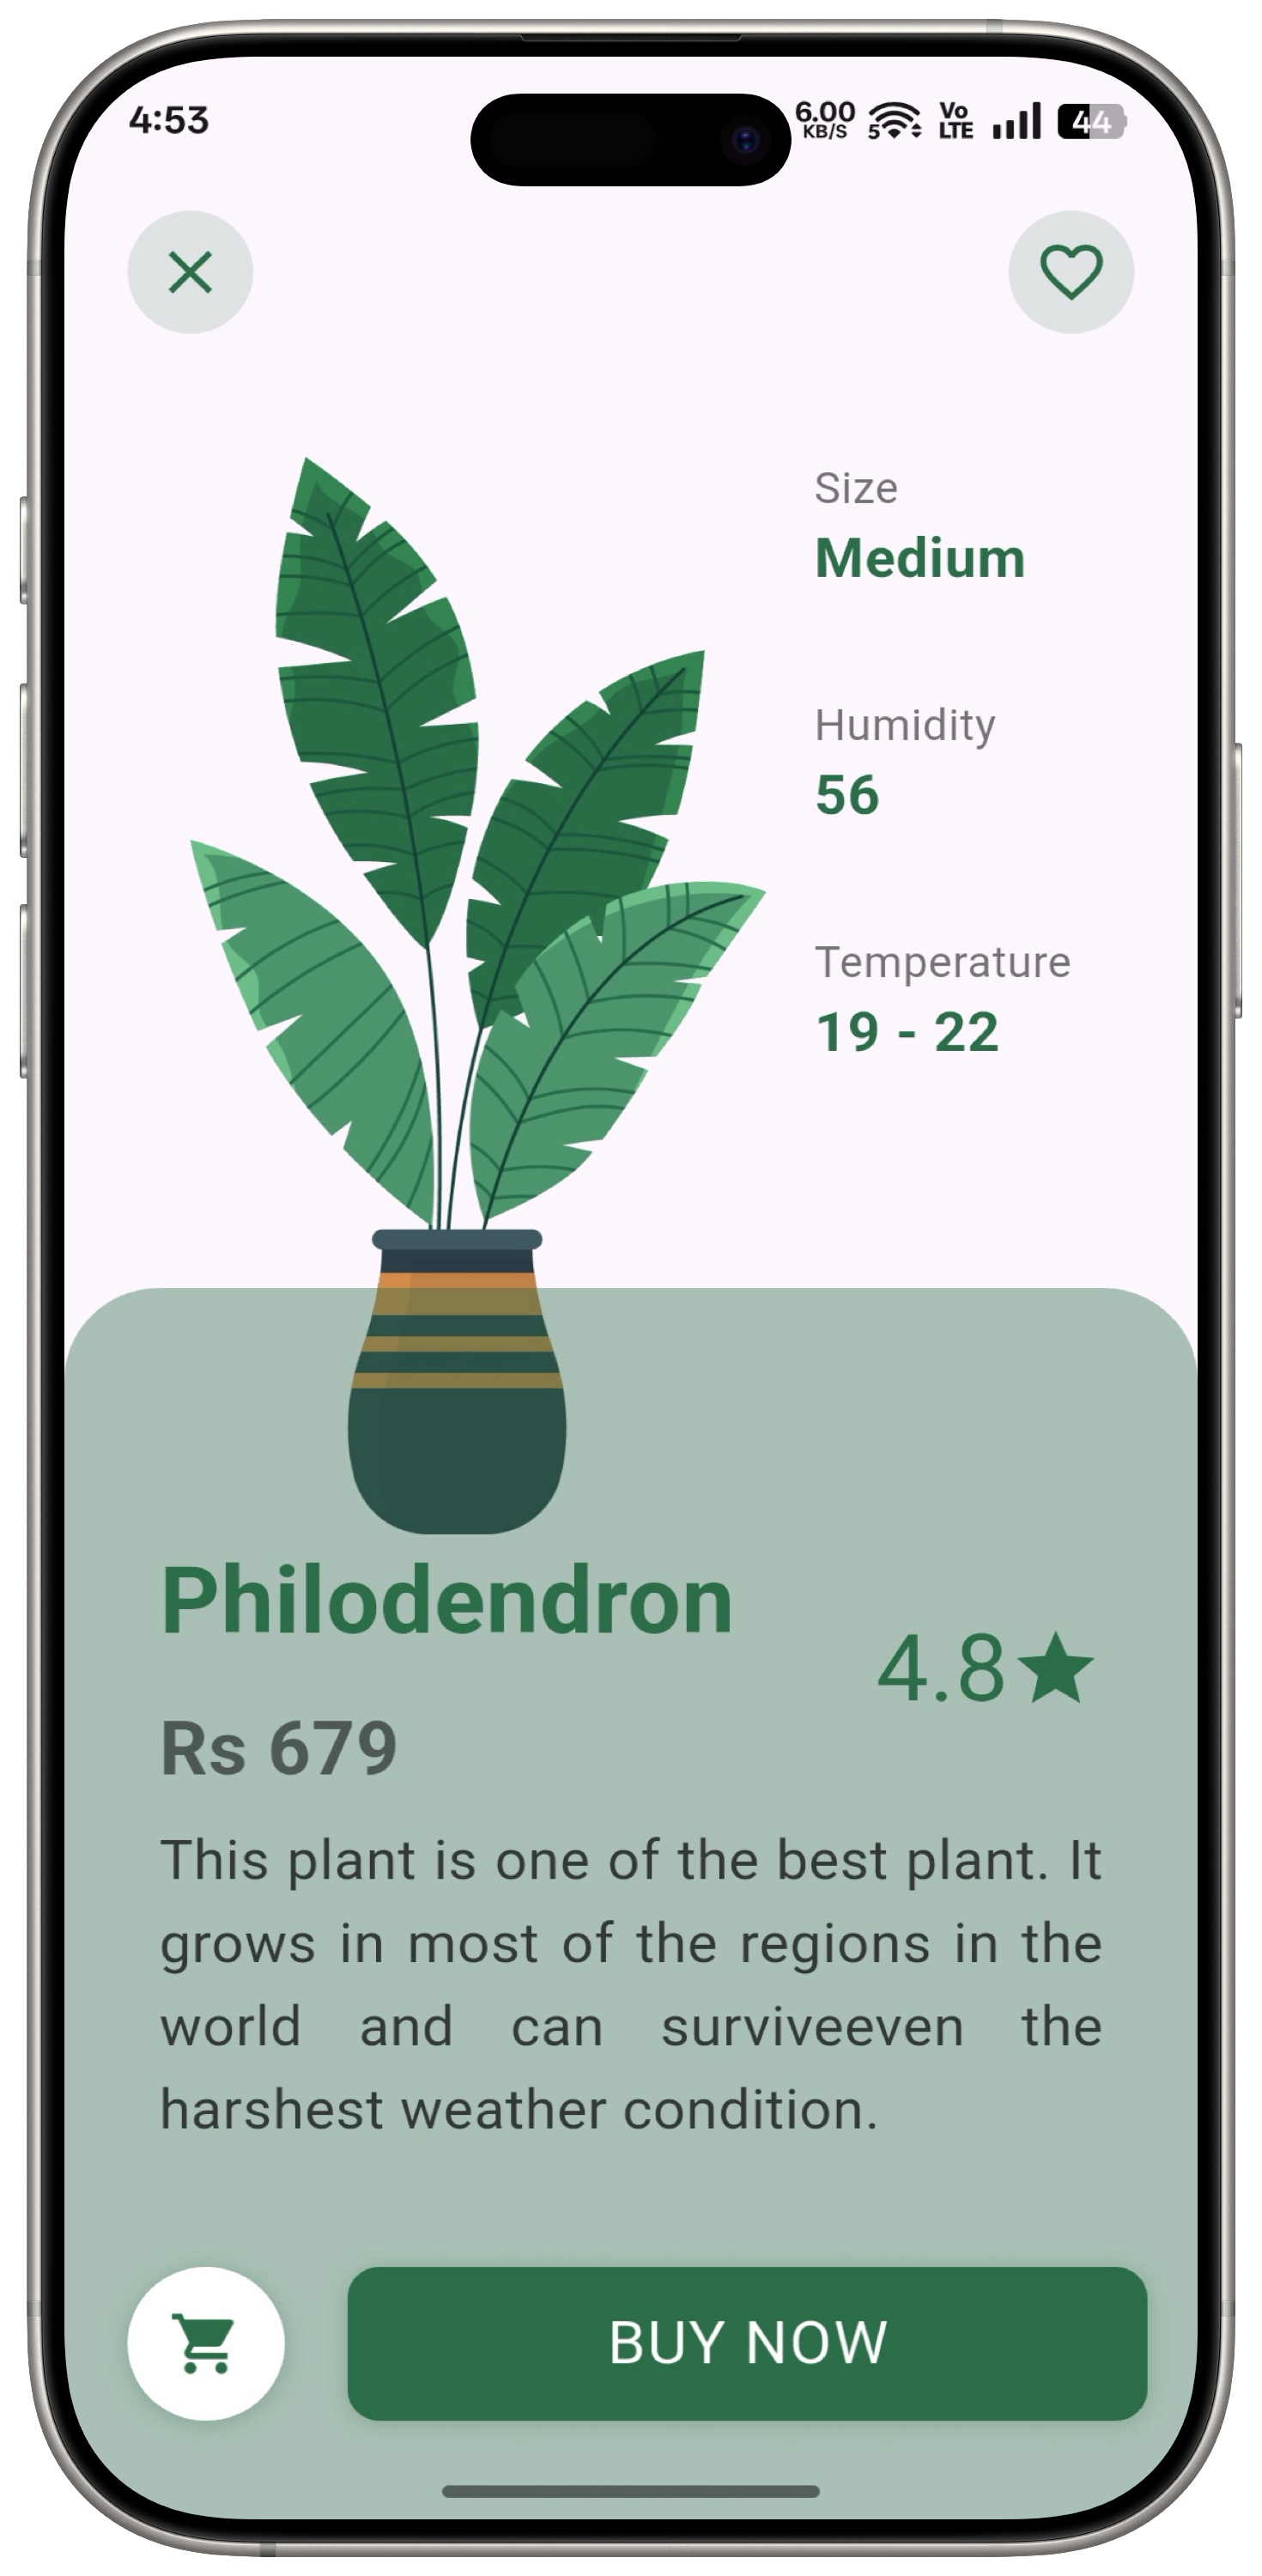 4:53
6.00
KB/S
5
Vo
LTE
44
Size
Medium
Humidity
56
Temperature
19 - 22
Philodendron
4.8
Rs 679
This plant is one of the best plant. It
grows in most of the regions in the
world and can surviveeven the
harshest weather condition.
BUY NOW